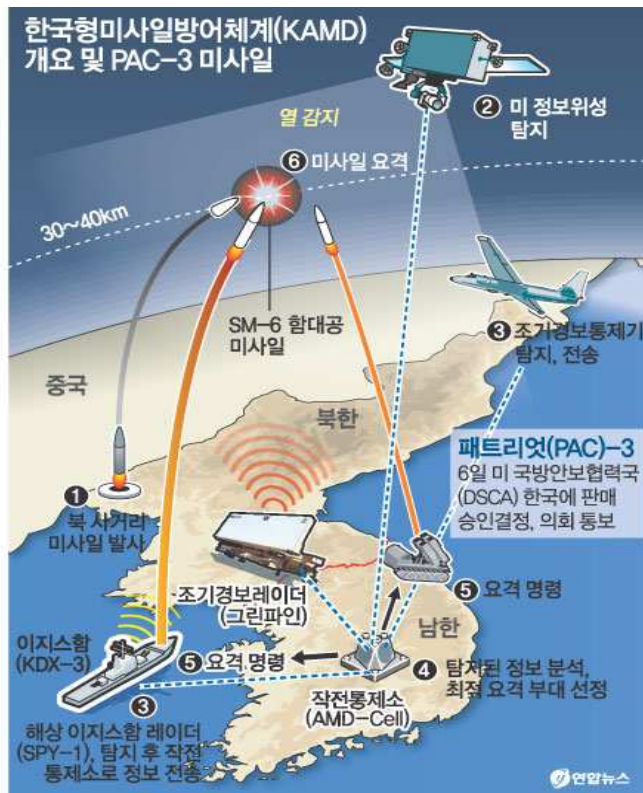 한국형미사일방어체계(KAMD)
개요 및 PAC-3 미사일
열 감지
❷ 미 정보위성
탐지
❻ 미사일 요격
30~40km
SM-6 함대공
미사일
❸ 조기경보통제기
탐지, 전송
중국
북한
패트리엇(PAC)-3
6일 미 국방안보협력국
(DSCA) 한국에 판매
승인결정, 의회 통보
❶
북 사거리
미사일 발사
조기경보레이더
(그린파인)
❺ 요격 명령
남한
이지스함
(KDX-3)
❺ 요격 명령
❹ 탐지된 정보 분석,
최적 요격 부대 선정
작전통제소
(AMD-Cell)
❸
해상 이지스함 레이더
(SPY-1), 탐지 후 작전
통제소로 정보 전송
연합뉴스